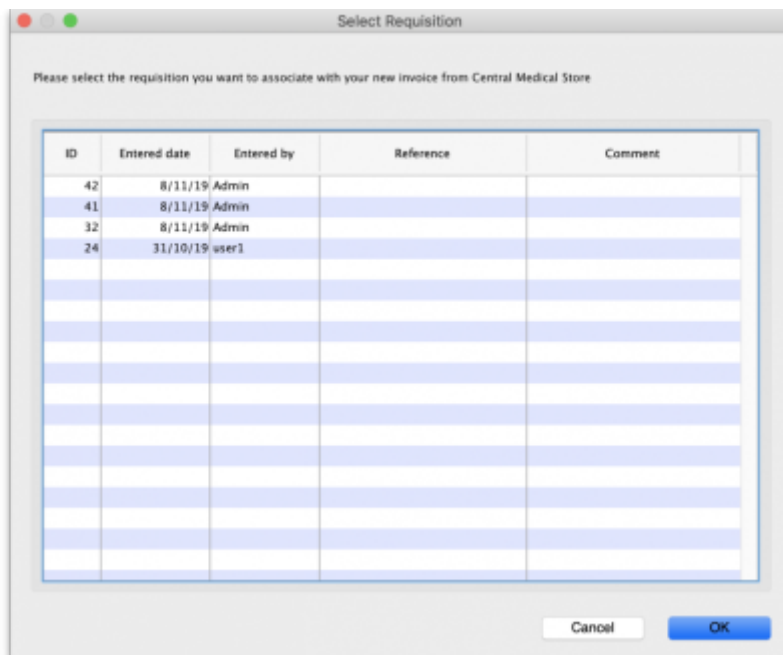 Select Requisition
Please select the requisition you want to associate with your new invoice from Central Medical Store
ID Entered date Entered by Reference Comment
42 8/11/19 Admin
41 8/11/19 Admin
32 8/11/19 Admin
24 31/10/19 user1
Cancel OK